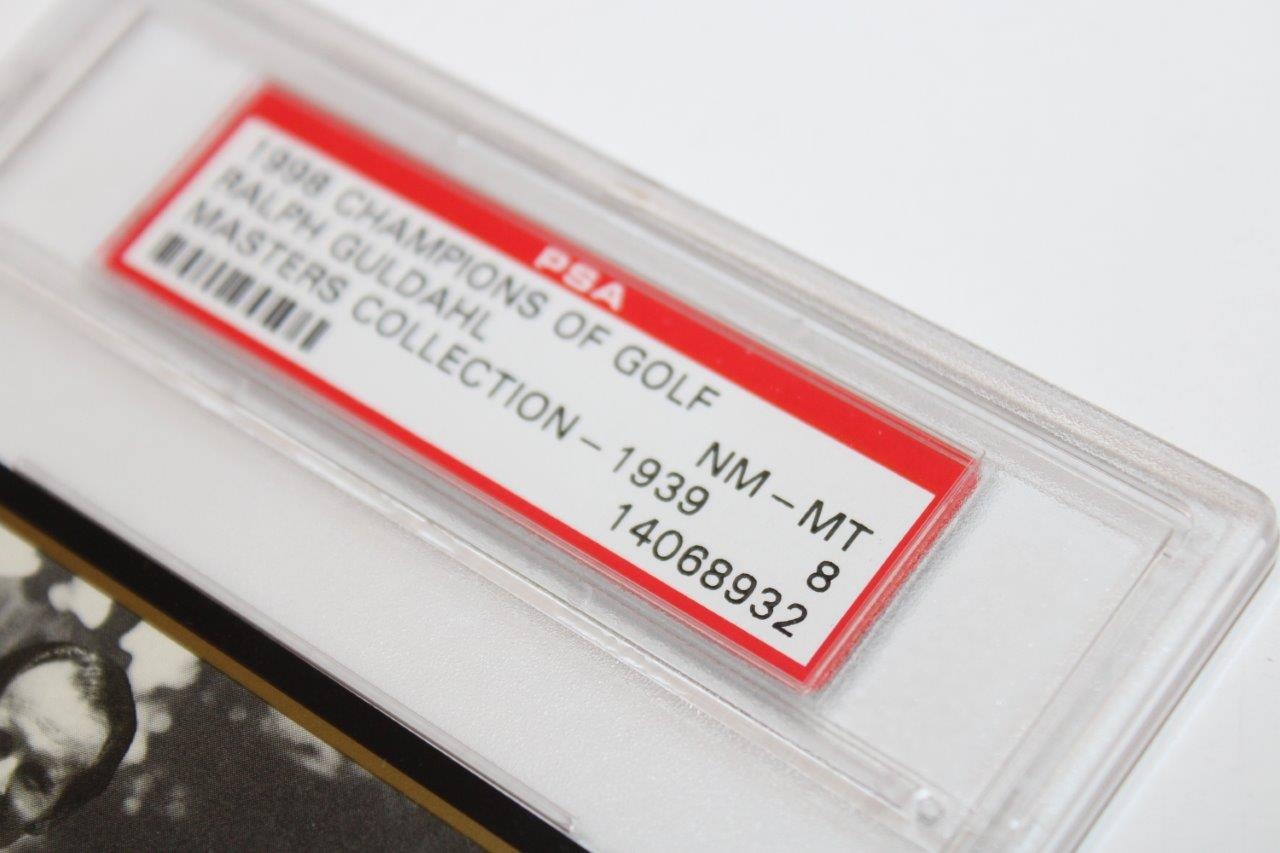 PSA
1998 CHAMPIONS OF GOLF
RALPH GULDAHL NM - MT
MASTERS COLLECTION - 1939 8
14068932